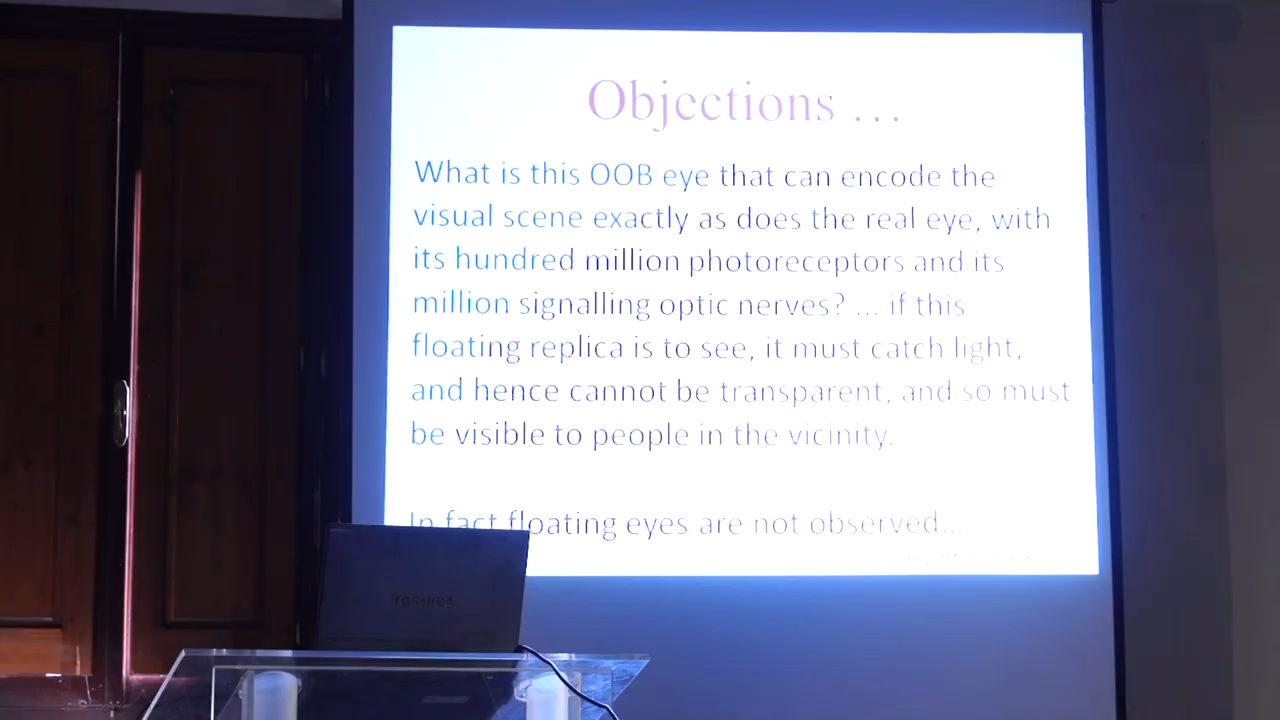 Objections ...
What is this OOB eye that can encode the
visual scene exactly as does the real eye, with
its hundred million photoreceptors and its
million signalling optic nerves? ... if this
floating replica is to see, it must catch light,
and hence cannot be transparent, and so must
be visible to people in the vicinity.
In fact floating eyes are not observed...
TOSHIBA